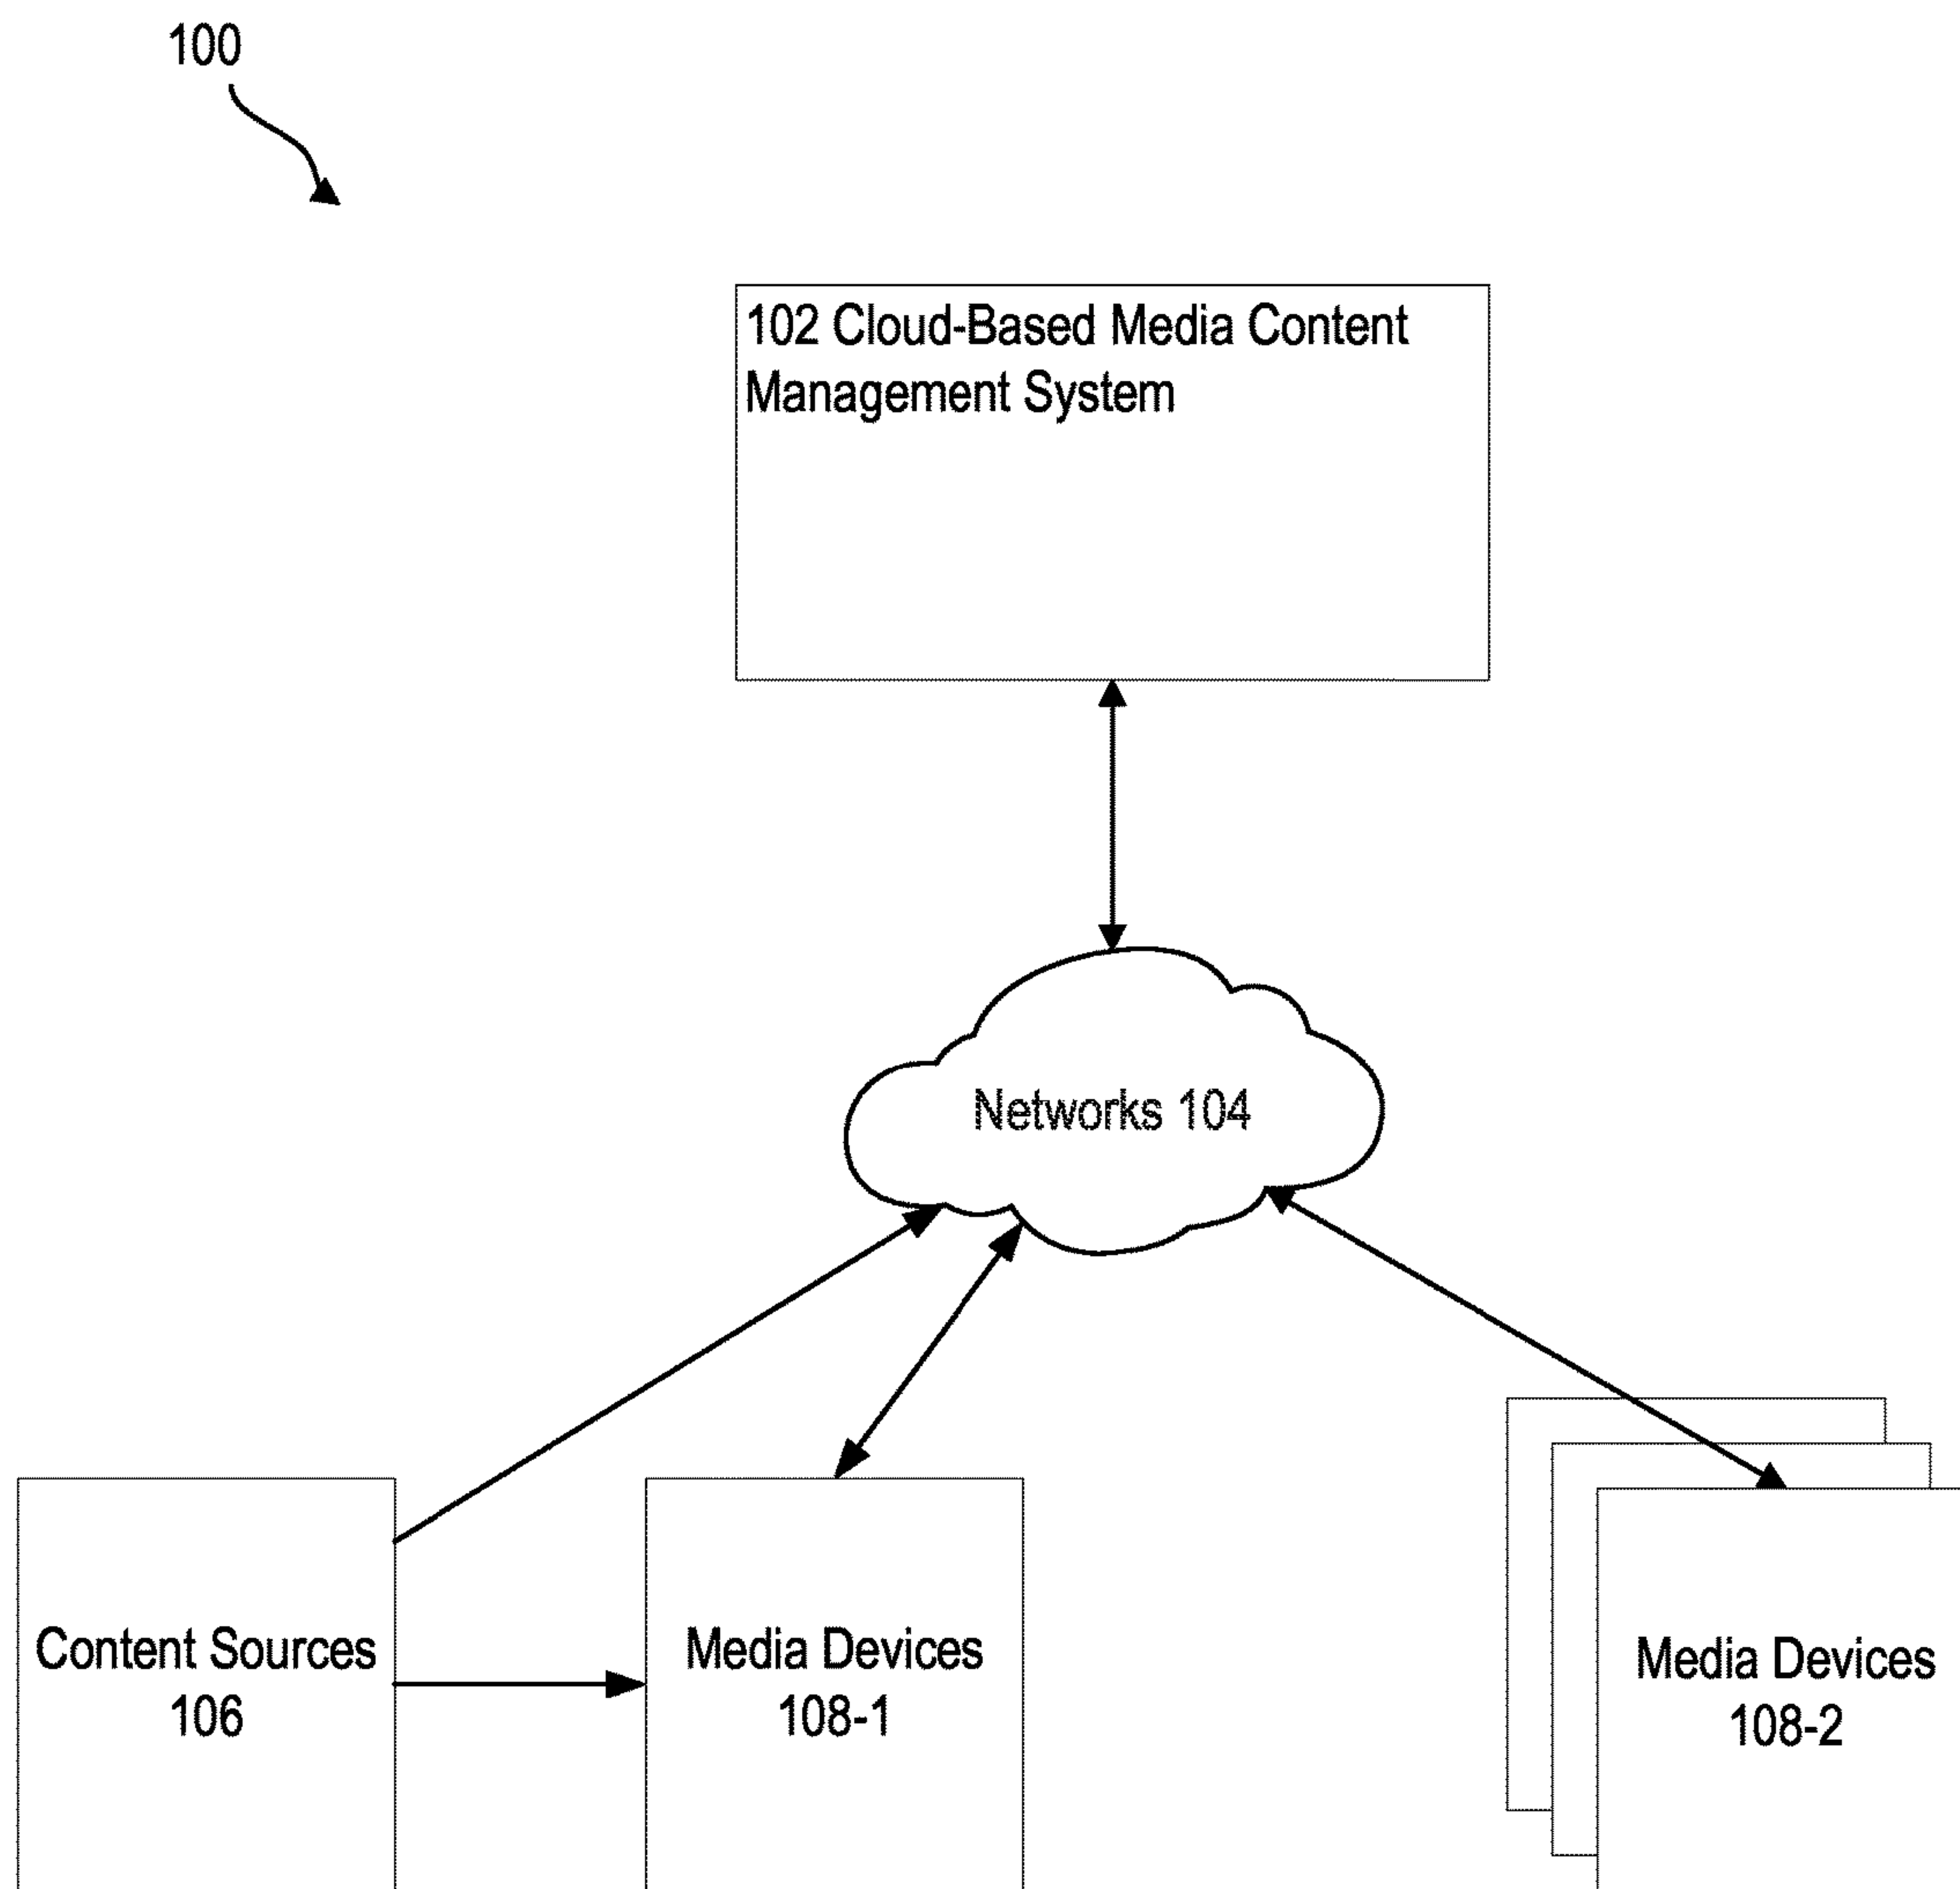 100
102 Cloud-Based Media Content
Management System
Networks 104
Content Sources
106
Media Devices
108-1
Media Devices
108-2